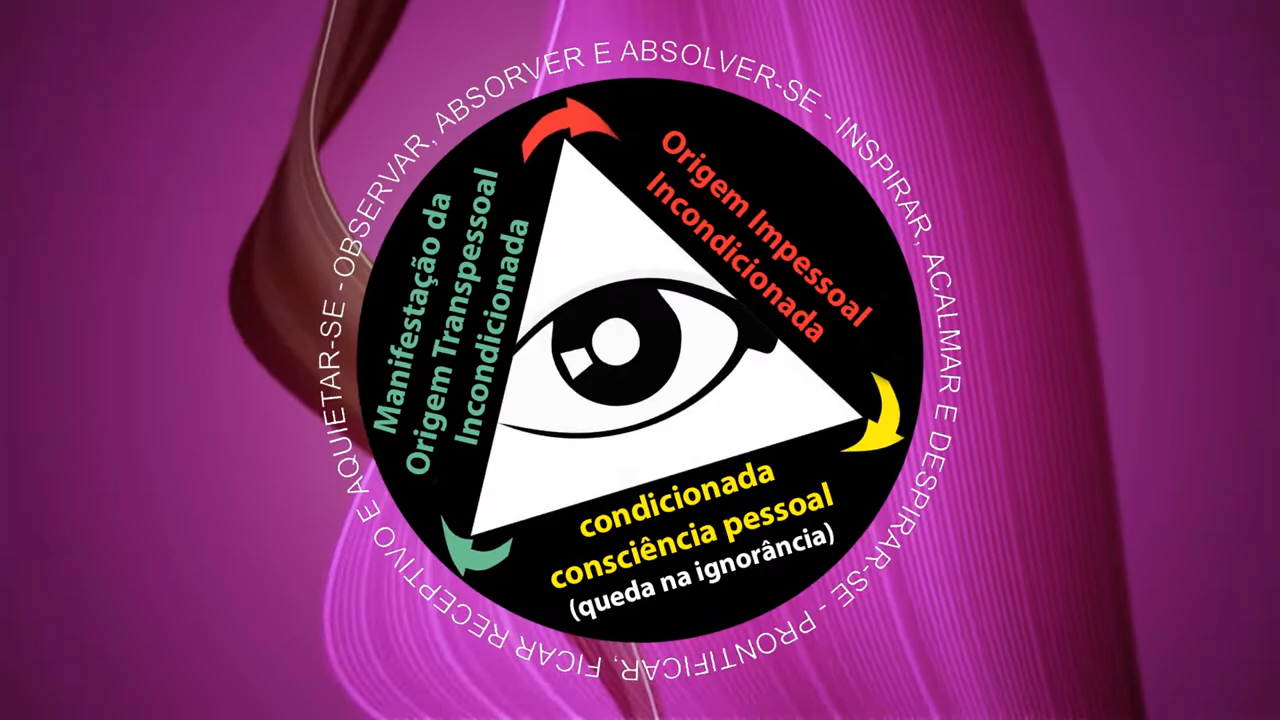 OBSERVAR, ABSORVER E ABSOLVER-SE - INSPIRAR, ACALMAR E DESPIRAR-SE - PRONTIFICAR, FICAR RECEPTIVO E AQUIETAR-SE -
Manifestação da
Origem Transpessoal
Incondicionada
Origem Impessoal
Incondicionada
condicionada
consciência pessoal
(queda na ignorância)